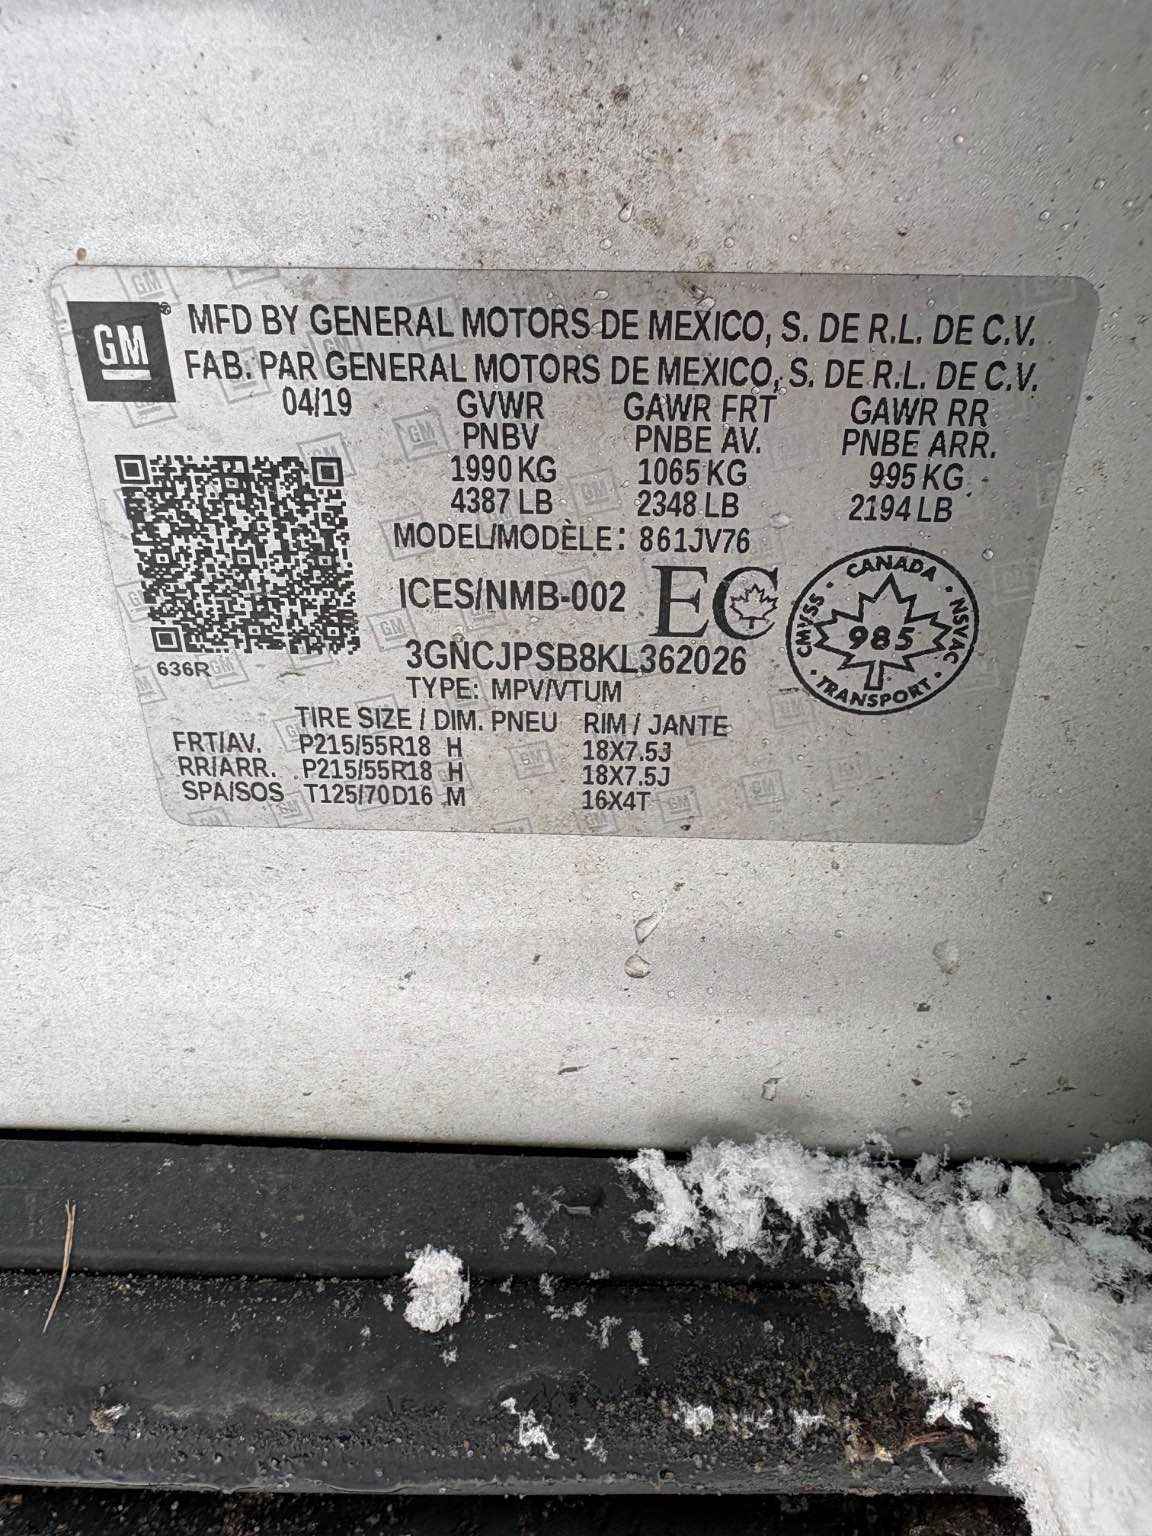 GM ® MFD BY GENERAL MOTORS DE MEXICO, S. DE R.L. DE C.V.
FAB. PAR GENERAL MOTORS DE MEXICO, S. DE R.L. DE C.V.
04/19 GVWR GAWR FRT GAWR RR
PNBV PNBE AV. PNBE ARR.
1990 KG 1065 KG 995 KG
4387 LB 2348 LB 2194 LB
MODEL/MODÈLE: 861JV76
ICES/NMB-002 EC
CANADA
CMVSS 985 NSVAC
TRANSPORT
3GNCJPSB8KL362026
636R
TYPE: MPV/VTUM
TIRE SIZE / DIM. PNEU RIM / JANTE
FRT/AV. P215/55R18 H 18X7.5J
RR/ARR. P215/55R18 H 18X7.5J
SPA/SOS T125/70D16 M 16X4T